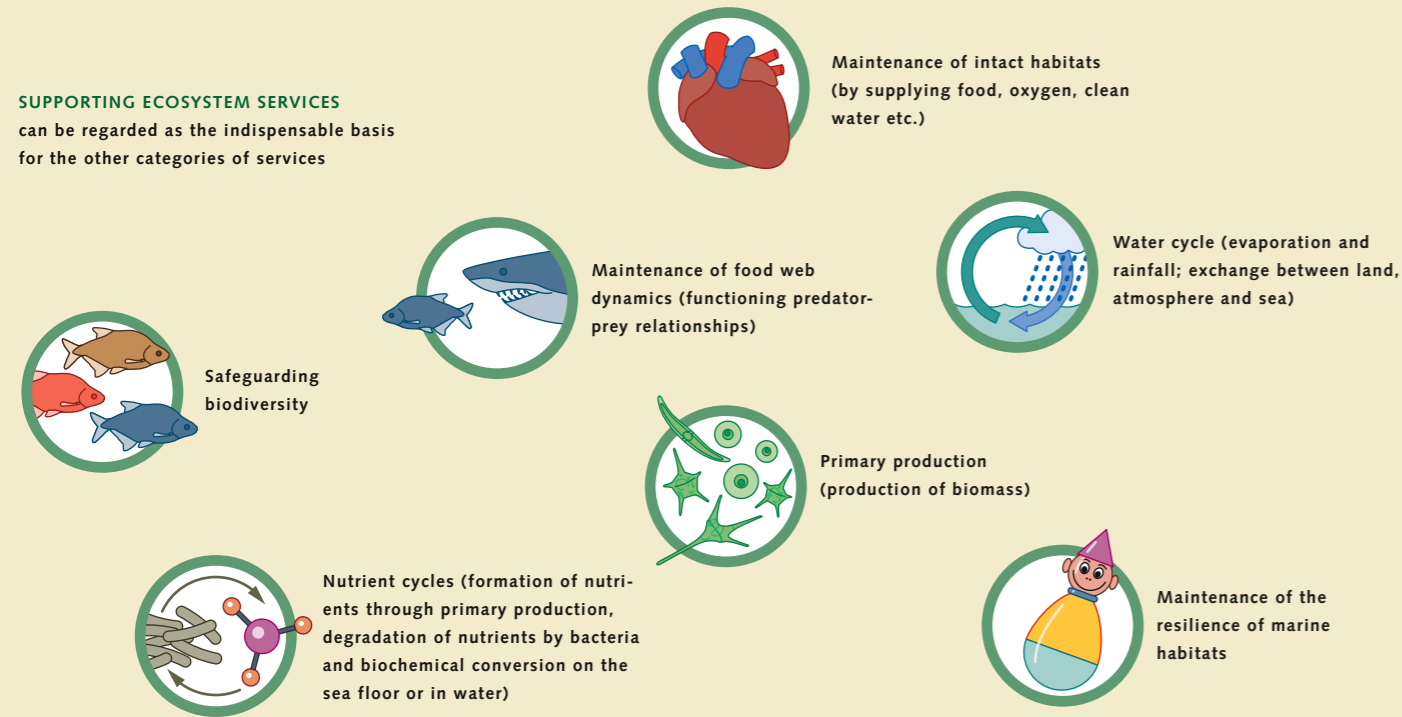 SUPPORTING ECOSYSTEM SERVICES
can be regarded as the indispensable basis
for the other categories of services
Maintenance of intact habitats
(by supplying food, oxygen, clean
water etc.)
Maintenance of food web
dynamics (functioning predator-
prey relationships)
Water cycle (evaporation and
rainfall; exchange between land,
atmosphere and sea)
Safeguarding
biodiversity
Primary production
(production of biomass)
Nutrient cycles (formation of nutri-
ents through primary production,
degradation of nutrients by bacteria
and biochemical conversion on the
sea floor or in water)
Maintenance of the
resilience of marine
habitats